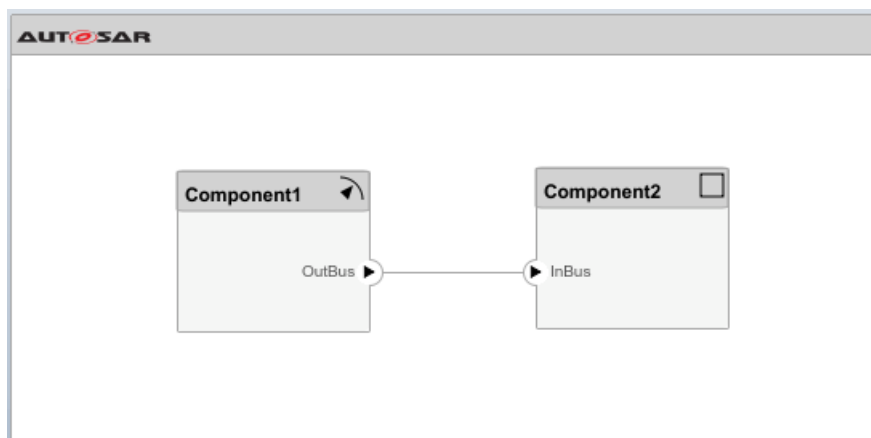 AUTOSAR
Component1
Component2
OutBus
InBus